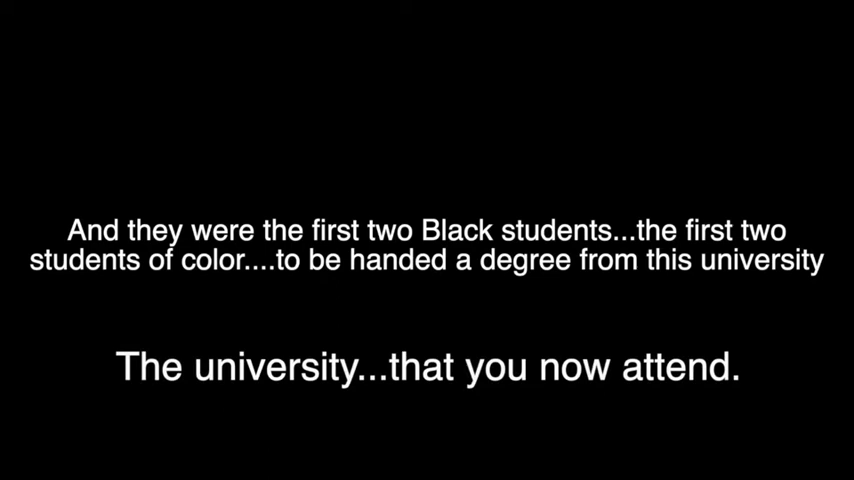 And they were the first two Black students...the first two
students of color....to be handed a degree from this university
The university...that you now attend.